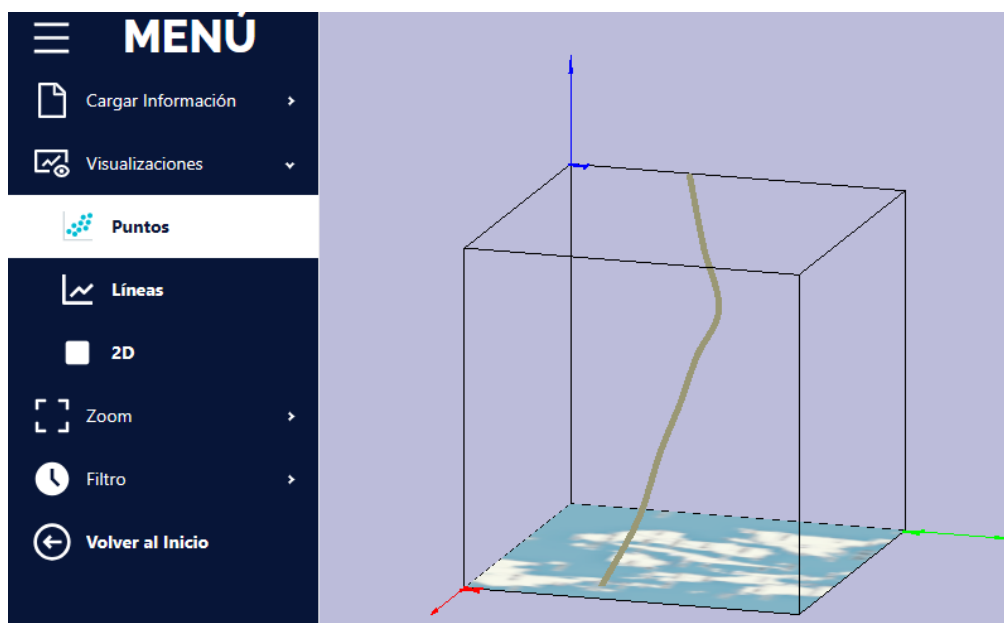 MENÚ
Cargar Información
Visualizaciones
Puntos
Líneas
2D
Zoom
Filtro
Volver al Inicio